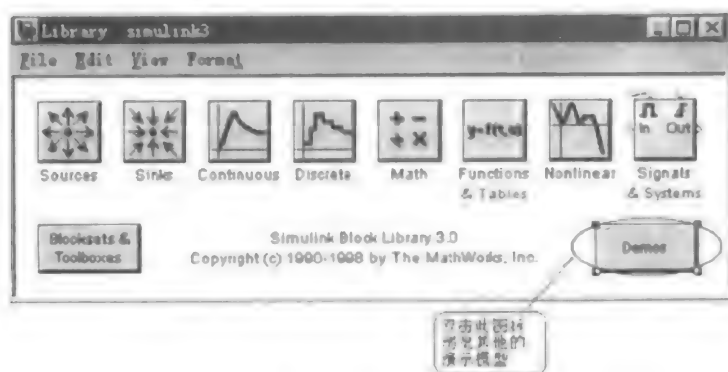 Library simulink3
File Edit View Format
y=f(t,u)
In Out
Sources Sinks Continuous Discrete Math Functions & Tables Nonlinear Signals & Systems
Blocksets &
Toolboxes
Simulink Block Library 3.0
Copyright (c) 1990-1998 by The MathWorks, Inc.
Demos
双击此图标
其他的
演示模型